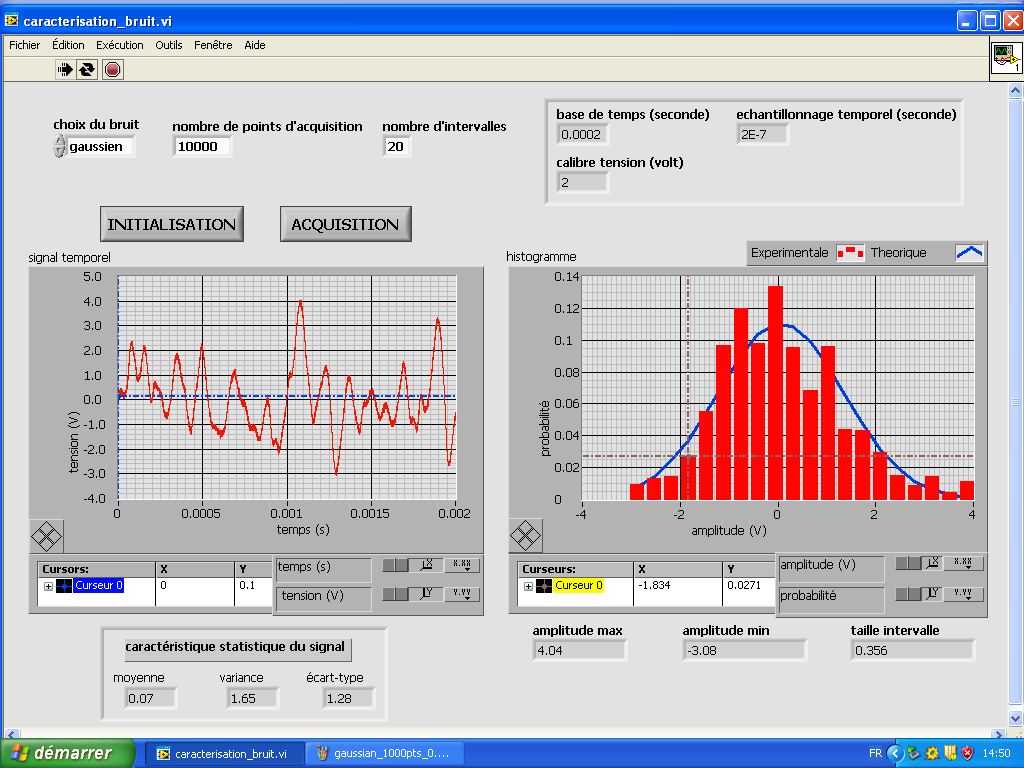 caracterisation_bruit.vi
Fichier Édition Exécution Outils Fenêtre Aide
1
choix du bruit
gaussien
nombre de points d'acquisition
10000
nombre d'intervalles
20
base de temps (seconde)
0.0002
echantillonnage temporel (seconde)
2E-7
calibre tension (volt)
2
INITIALISATION
ACQUISITION
signal temporel
5.0
4.0
3.0
2.0
1.0
0.0
-1.0
-2.0
-3.0
-4.0
tension (V)
0 0.0005 0.001 0.0015 0.002
temps (s)
histogramme
Experimentale Theorique
0.14
0.12
0.1
0.08
0.06
0.04
0.02
0
probabilité
-4 -2 0 2 4
amplitude (V)
Cursors: X Y
Curseur 0 0 0.1
temps (s)
X X.XX
tension (V)
Y Y.YY
Curseurs: X Y
Curseur 0 -1.834 0.0271
amplitude (V)
X X.XX
probabilité
Y Y.YY
caractéristique statistique du signal
moyenne variance écart-type
0.07 1.65 1.28
amplitude max amplitude min taille intervalle
4.04 -3.08 0.356
démarrer
caracterisation_bruit.vi
gaussian_1000pts_0....
FR
14:50